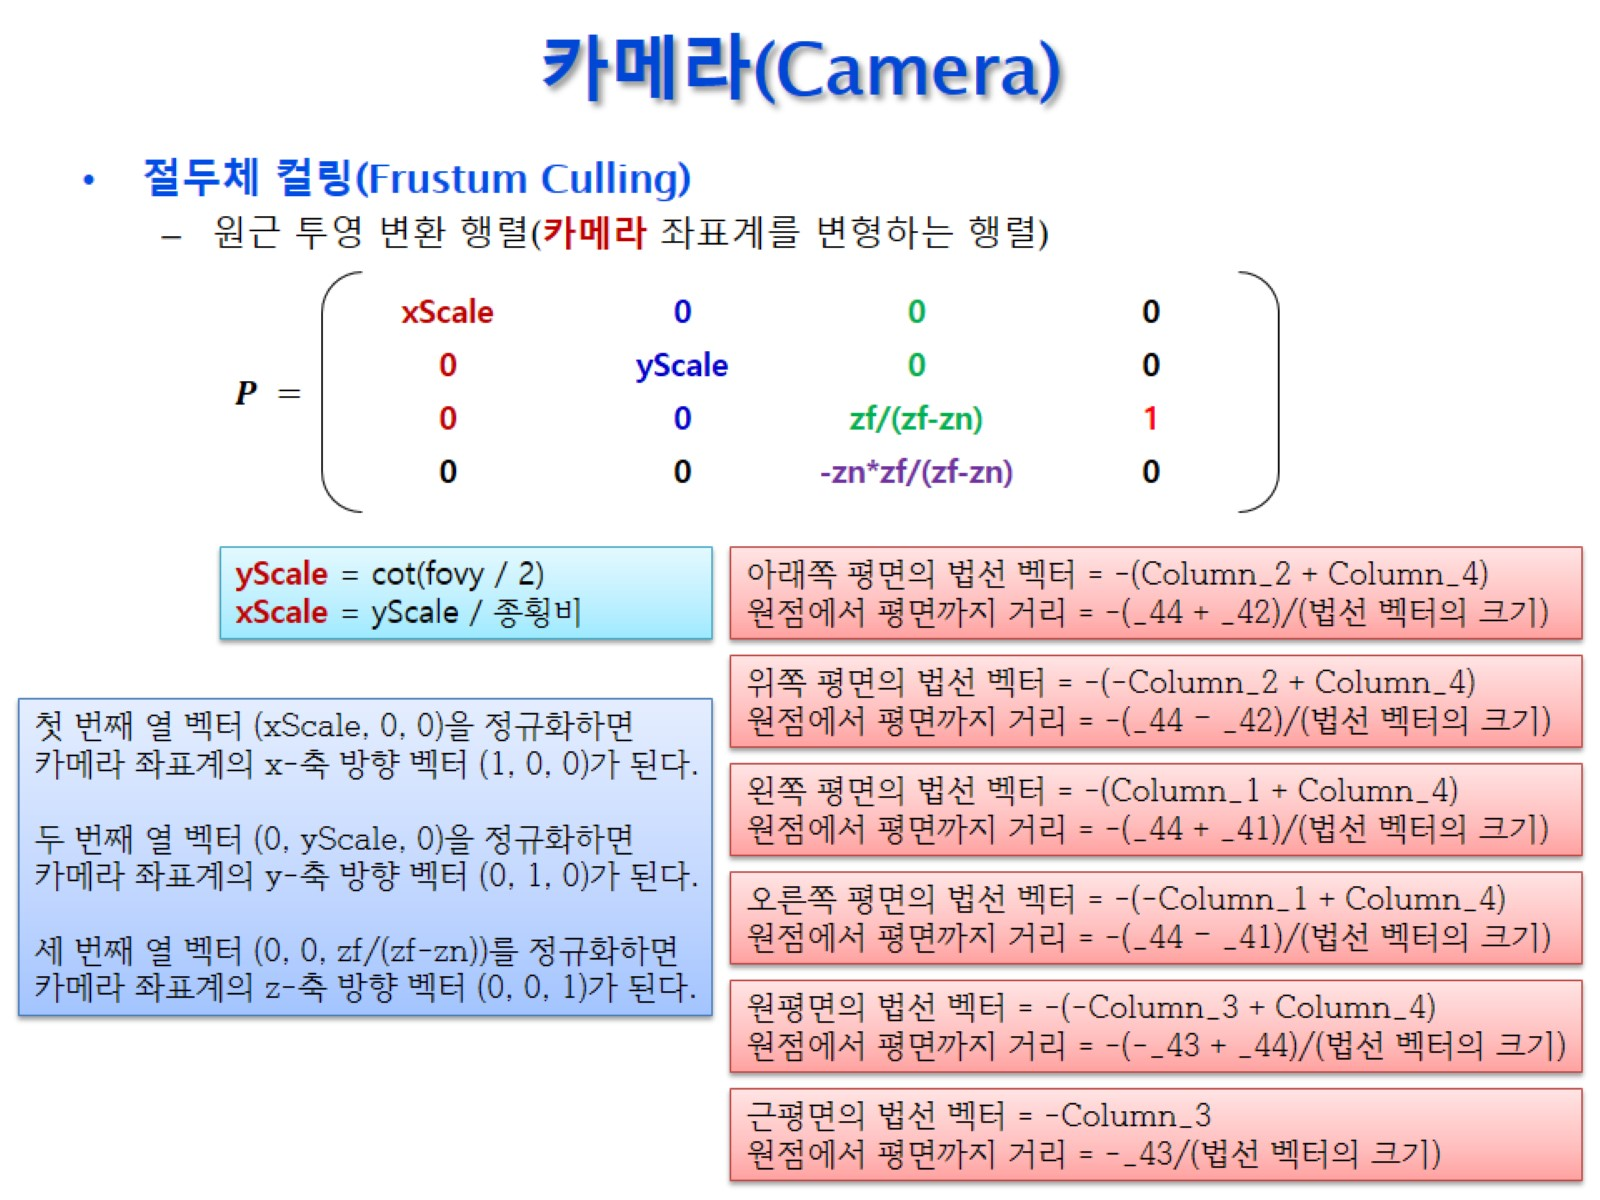 카메라(Camera)
• 절두체 컬링(Frustum Culling)
– 원근 투영 변환 행렬(카메라 좌표계를 변형하는 행렬)
P =
xScale 0 0 0
0 yScale 0 0
0 0 zf/(zf-zn) 1
0 0 -zn*zf/(zf-zn) 0
yScale = cot(fovy / 2)
xScale = yScale / 종횡비
첫 번째 열 벡터 (xScale, 0, 0)을 정규화하면
카메라 좌표계의 x-축 방향 벡터 (1, 0, 0)가 된다.
두 번째 열 벡터 (0, yScale, 0)을 정규화하면
카메라 좌표계의 y-축 방향 벡터 (0, 1, 0)가 된다.
세 번째 열 벡터 (0, 0, zf/(zf-zn))를 정규화하면
카메라 좌표계의 z-축 방향 벡터 (0, 0, 1)가 된다.
아래쪽 평면의 법선 벡터 = -(Column_2 + Column_4)
원점에서 평면까지 거리 = -(_44 + _42)/(법선 벡터의 크기)
위쪽 평면의 법선 벡터 = -(-Column_2 + Column_4)
원점에서 평면까지 거리 = -(_44 – _42)/(법선 벡터의 크기)
왼쪽 평면의 법선 벡터 = -(Column_1 + Column_4)
원점에서 평면까지 거리 = -(_44 + _41)/(법선 벡터의 크기)
오른쪽 평면의 법선 벡터 = -(-Column_1 + Column_4)
원점에서 평면까지 거리 = -(_44 – _41)/(법선 벡터의 크기)
원평면의 법선 벡터 = -(-Column_3 + Column_4)
원점에서 평면까지 거리 = -(-_43 + _44)/(법선 벡터의 크기)
근평면의 법선 벡터 = -Column_3
원점에서 평면까지 거리 = -_43/(법선 벡터의 크기)